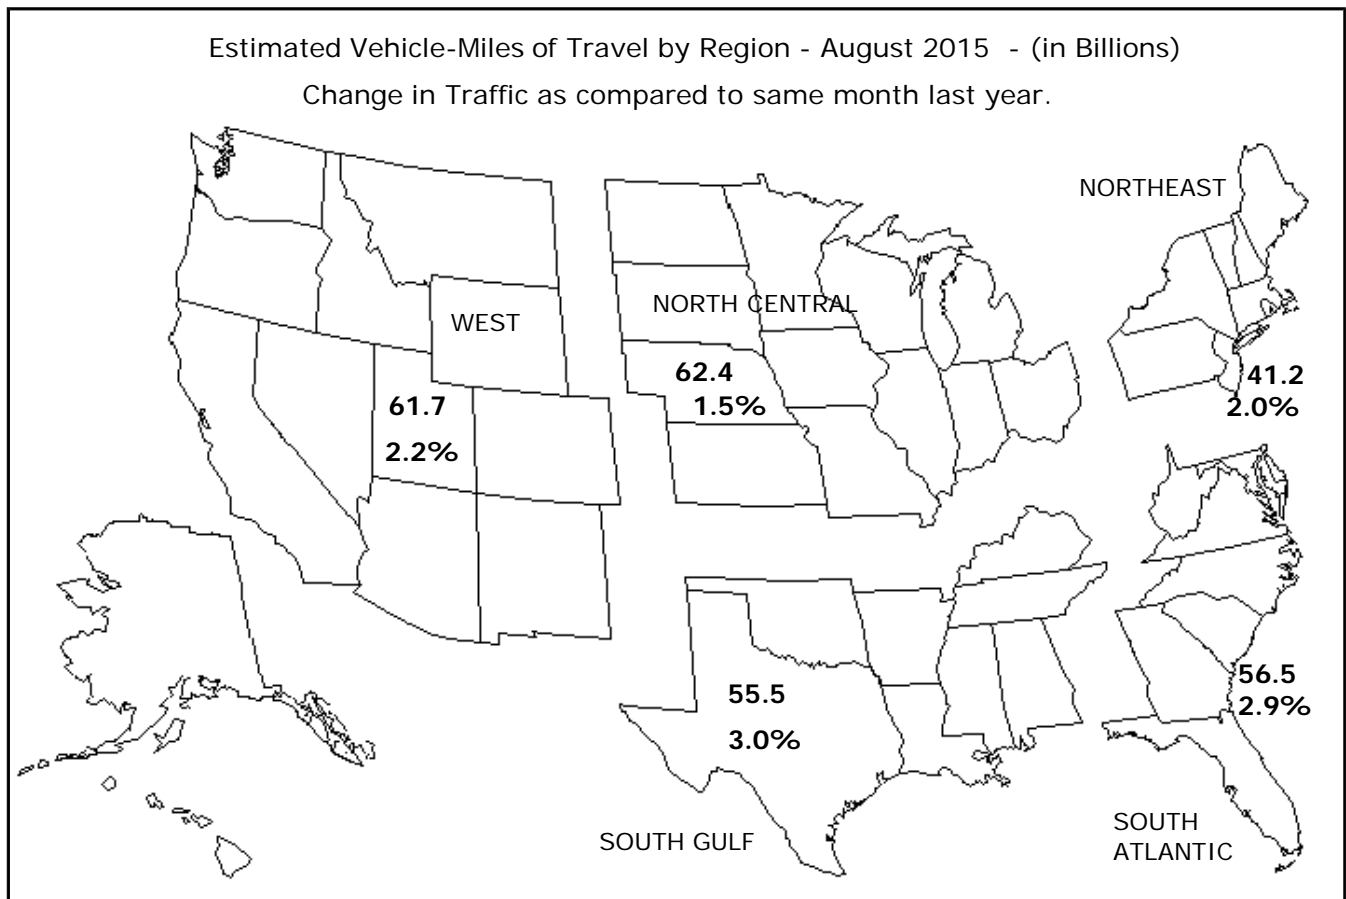 Estimated Vehicle-Miles of Travel by Region - August 2015 - (in Billions)
Change in Traffic as compared to same month last year.
NORTHEAST
WEST
NORTH CENTRAL
62.4
1.5%
61.7
2.2%
41.2
2.0%
55.5
3.0%
56.5
2.9%
SOUTH GULF
SOUTH
ATLANTIC